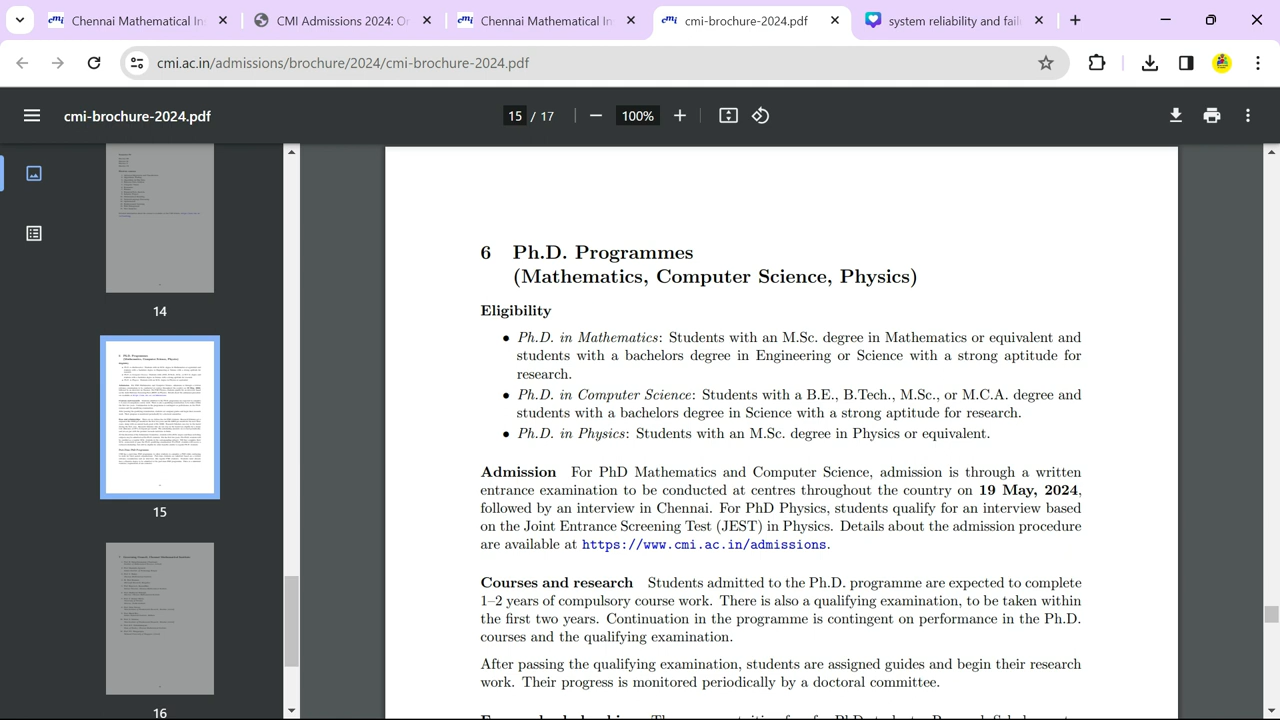 Chennai Mathematical Ins
CMI Admissions 2024: On
Chennai Mathematical In
cmi-brochure-2024.pdf
system reliability and fail
cmi.ac.in/admissions/brochure/2024/cmi-brochure-2024.pdf
cmi-brochure-2024.pdf
15 / 17
100%
14
15
16
6 Ph.D. Programmes
(Mathematics, Computer Science, Physics)
Eligibility
• Ph.D. in Mathematics: Students with an M.Sc. degree in Mathematics or equivalent and
students with a bachelors degree in Engineering or Science with a strong aptitude for
• Computer Science: Students with a B.E., B.Tech., M.Sc., or M.C.A. degree and
students with a bachelors degree in Science with a strong aptitude for research.
Ph.D. in Physics: Students with an M.Sc. degree in Physics or equivalent.
Admission For PhD Mathematics and Computer Science, admission is through a written
entrance examination to be conducted at centres throughout the country on 19 May, 2024,
followed by an interview in Chennai. For PhD Physics, students qualify for an interview based
on the Joint Entrance Screening Test (JEST) in Physics. Details about the admission procedure
are available at https://www.cmi.ac.in/admissions
Courses and research Students admitted to the Ph.D. programme are expected to complete
years compulsory course work. There is also a qualifying examination, to be taken within
Continuation in the programme is contingent on performance in the Ph.D.
courses and the qualifying examination.
After passing the qualifying examination, students are assigned guides and begin their research
work. Their progress is monitored periodically by a doctoral committee.